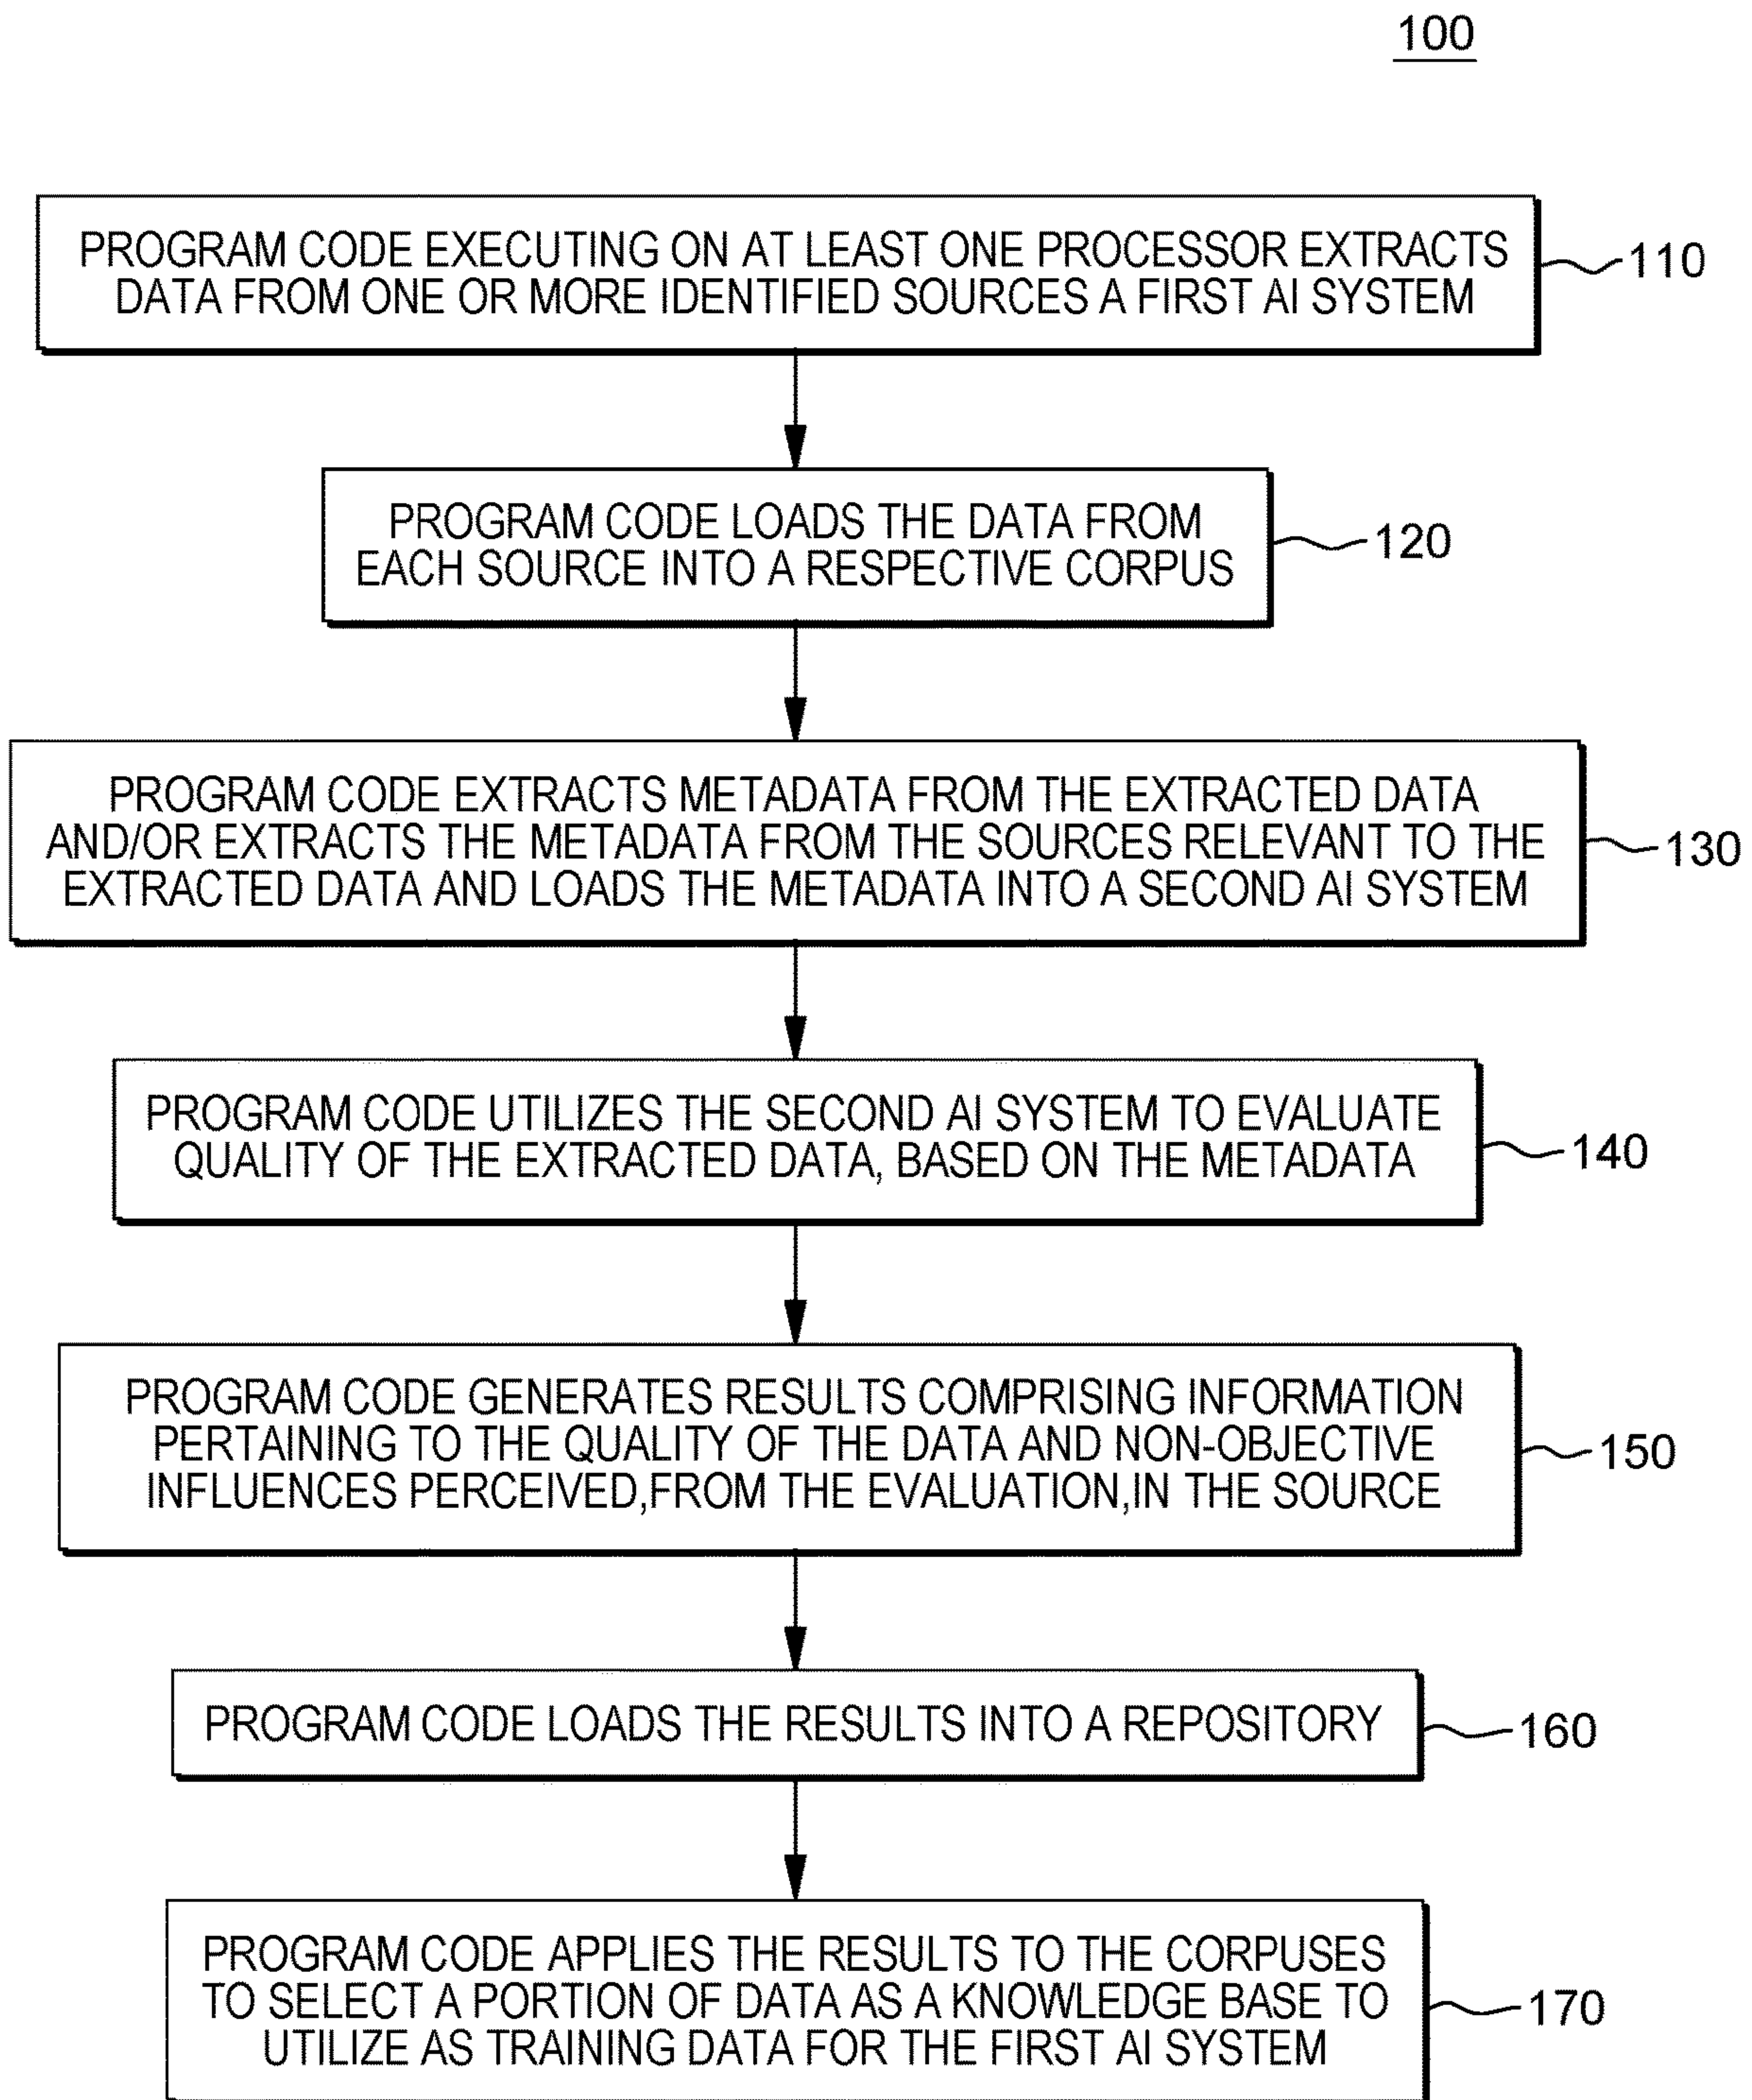 100
PROGRAM CODE EXECUTING ON AT LEAST ONE PROCESSOR EXTRACTS
DATA FROM ONE OR MORE IDENTIFIED SOURCES A FIRST AI SYSTEM
110
PROGRAM CODE LOADS THE DATA FROM
EACH SOURCE INTO A RESPECTIVE CORPUS
120
PROGRAM CODE EXTRACTS METADATA FROM THE EXTRACTED DATA
AND/OR EXTRACTS THE METADATA FROM THE SOURCES RELEVANT TO THE
EXTRACTED DATA AND LOADS THE METADATA INTO A SECOND AI SYSTEM
130
PROGRAM CODE UTILIZES THE SECOND AI SYSTEM TO EVALUATE
QUALITY OF THE EXTRACTED DATA, BASED ON THE METADATA
140
PROGRAM CODE GENERATES RESULTS COMPRISING INFORMATION
PERTAINING TO THE QUALITY OF THE DATA AND NON-OBJECTIVE
INFLUENCES PERCEIVED,FROM THE EVALUATION,IN THE SOURCE
150
PROGRAM CODE LOADS THE RESULTS INTO A REPOSITORY
160
PROGRAM CODE APPLIES THE RESULTS TO THE CORPUSES
TO SELECT A PORTION OF DATA AS A KNOWLEDGE BASE TO
UTILIZE AS TRAINING DATA FOR THE FIRST AI SYSTEM
170